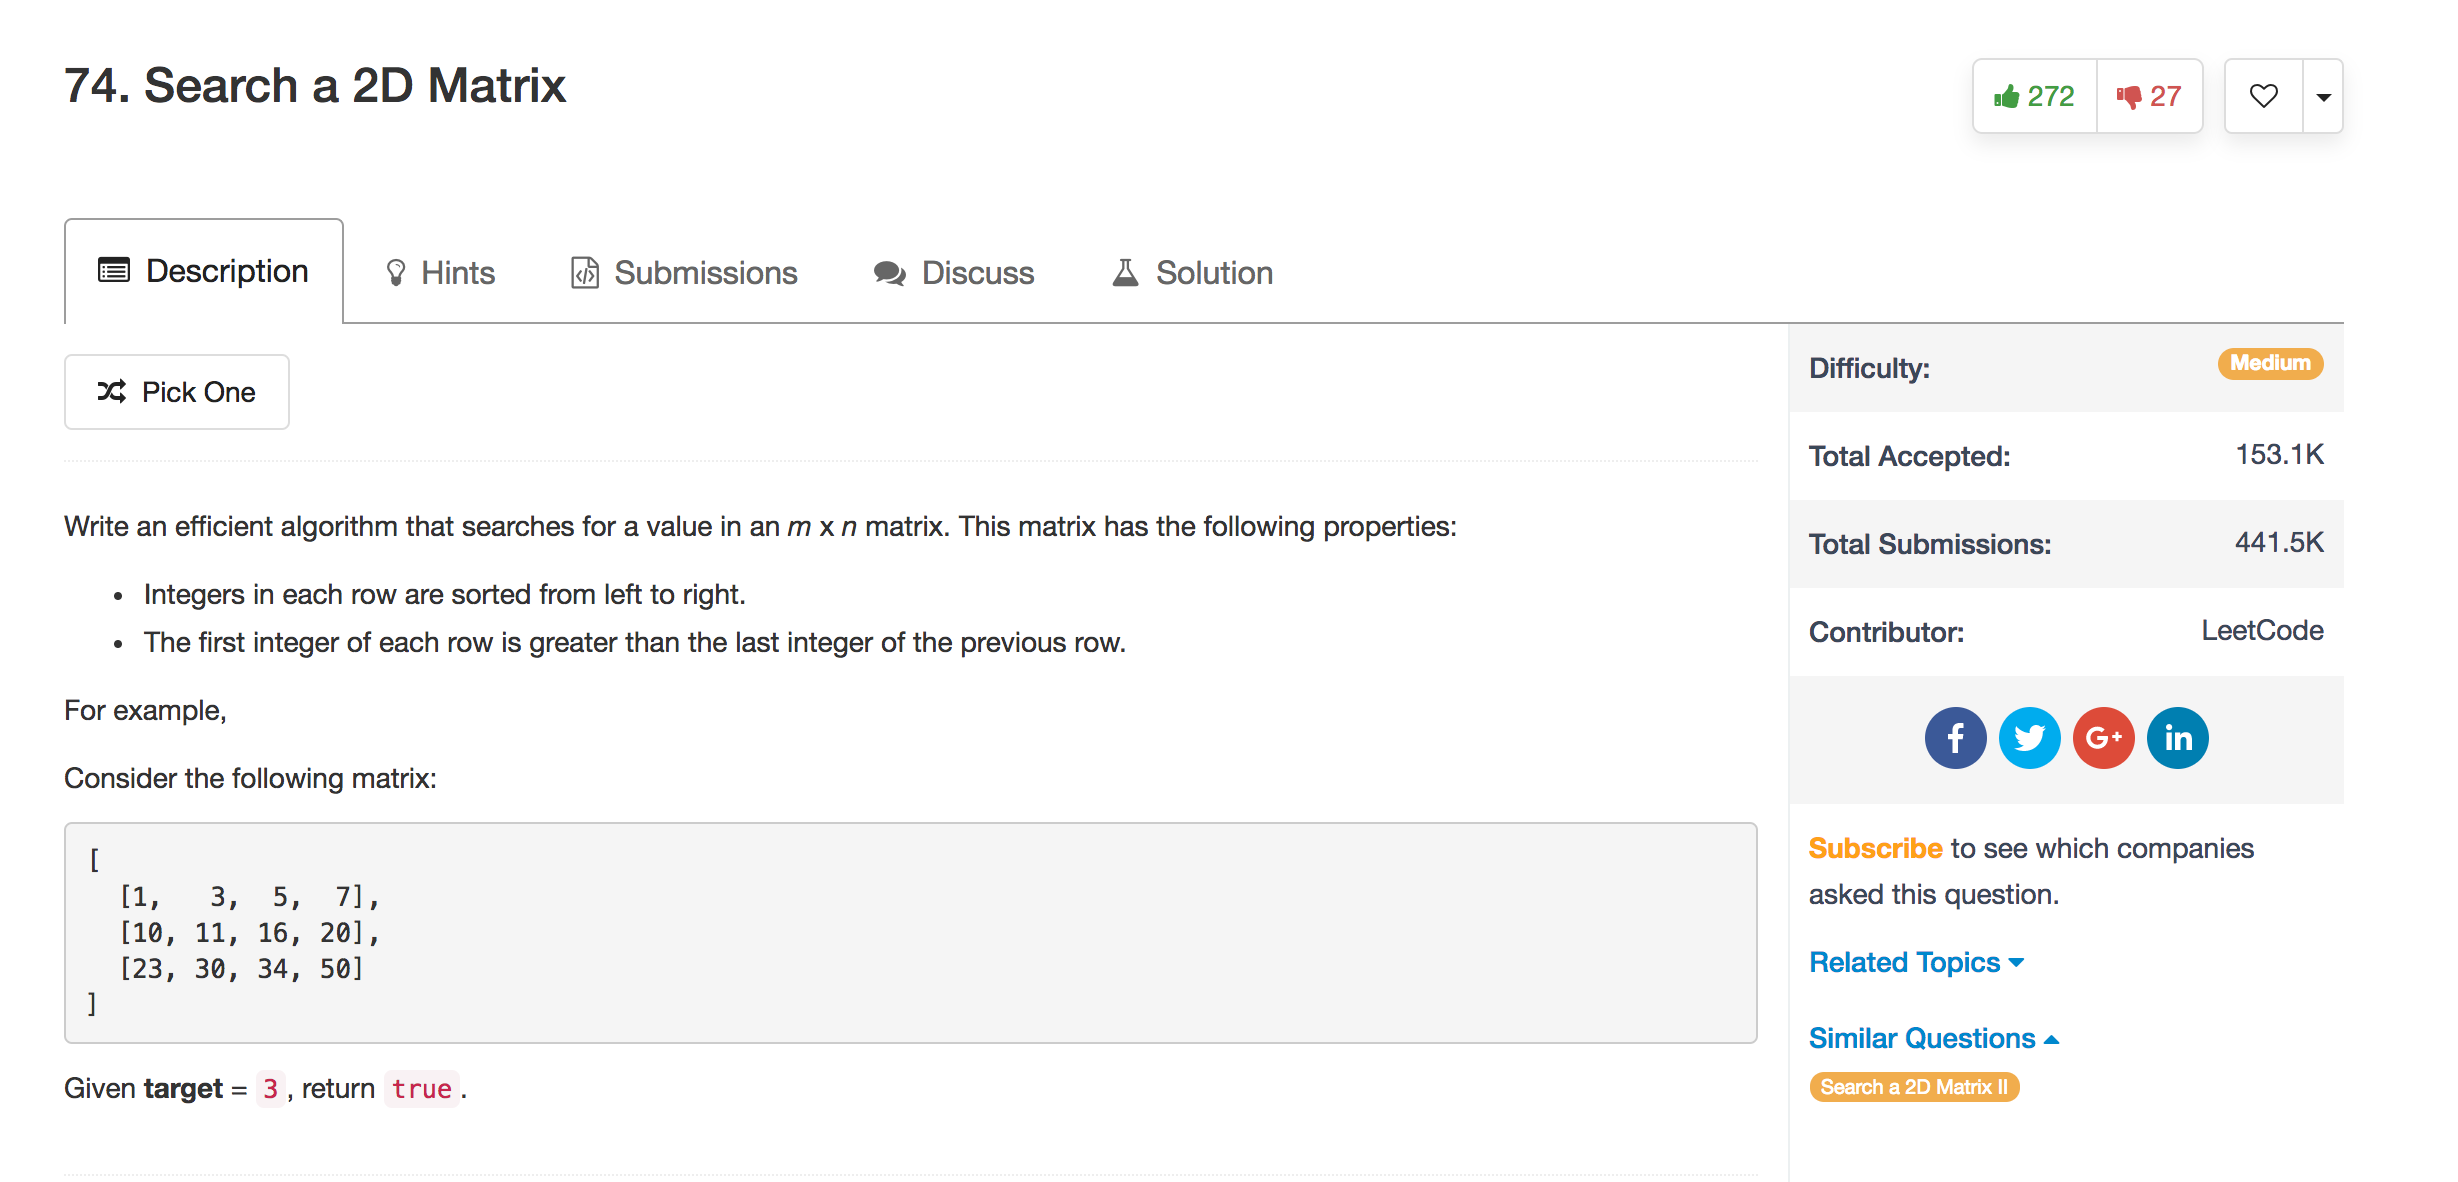 74. Search a 2D Matrix
272
27
Description
Hints
Submissions
Discuss
Solution
Pick One
Write an efficient algorithm that searches for a value in an m x n matrix. This matrix has the following properties:
• Integers in each row are sorted from left to right.
• The first integer of each row is greater than the last integer of the previous row.
For example,
Consider the following matrix:
[
  [1,   3,  5,  7],
  [10, 11, 16, 20],
  [23, 30, 34, 50]
]
Given target = 3, return true.
Difficulty: Medium
Total Accepted: 153.1K
Total Submissions: 441.5K
Contributor: LeetCode
f G+ in
Subscribe to see which companies
asked this question.
Related Topics
Similar Questions
Search a 2D Matrix II